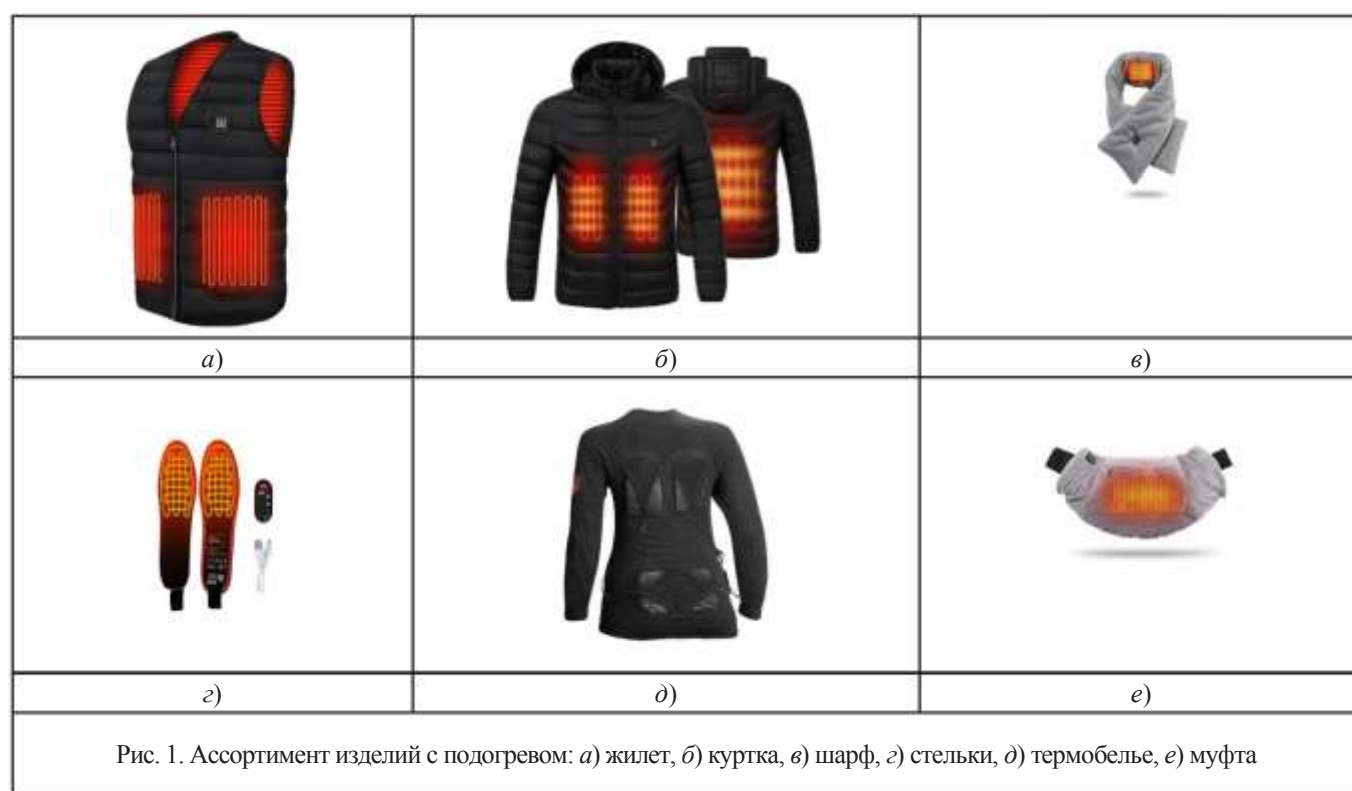 а)
б)
в)
г)
д)
е)
Рис. 1. Ассортимент изделий с подогревом: а) жилет, б) куртка, в) шарф, г) стельки, д) термобелье, е) муфта